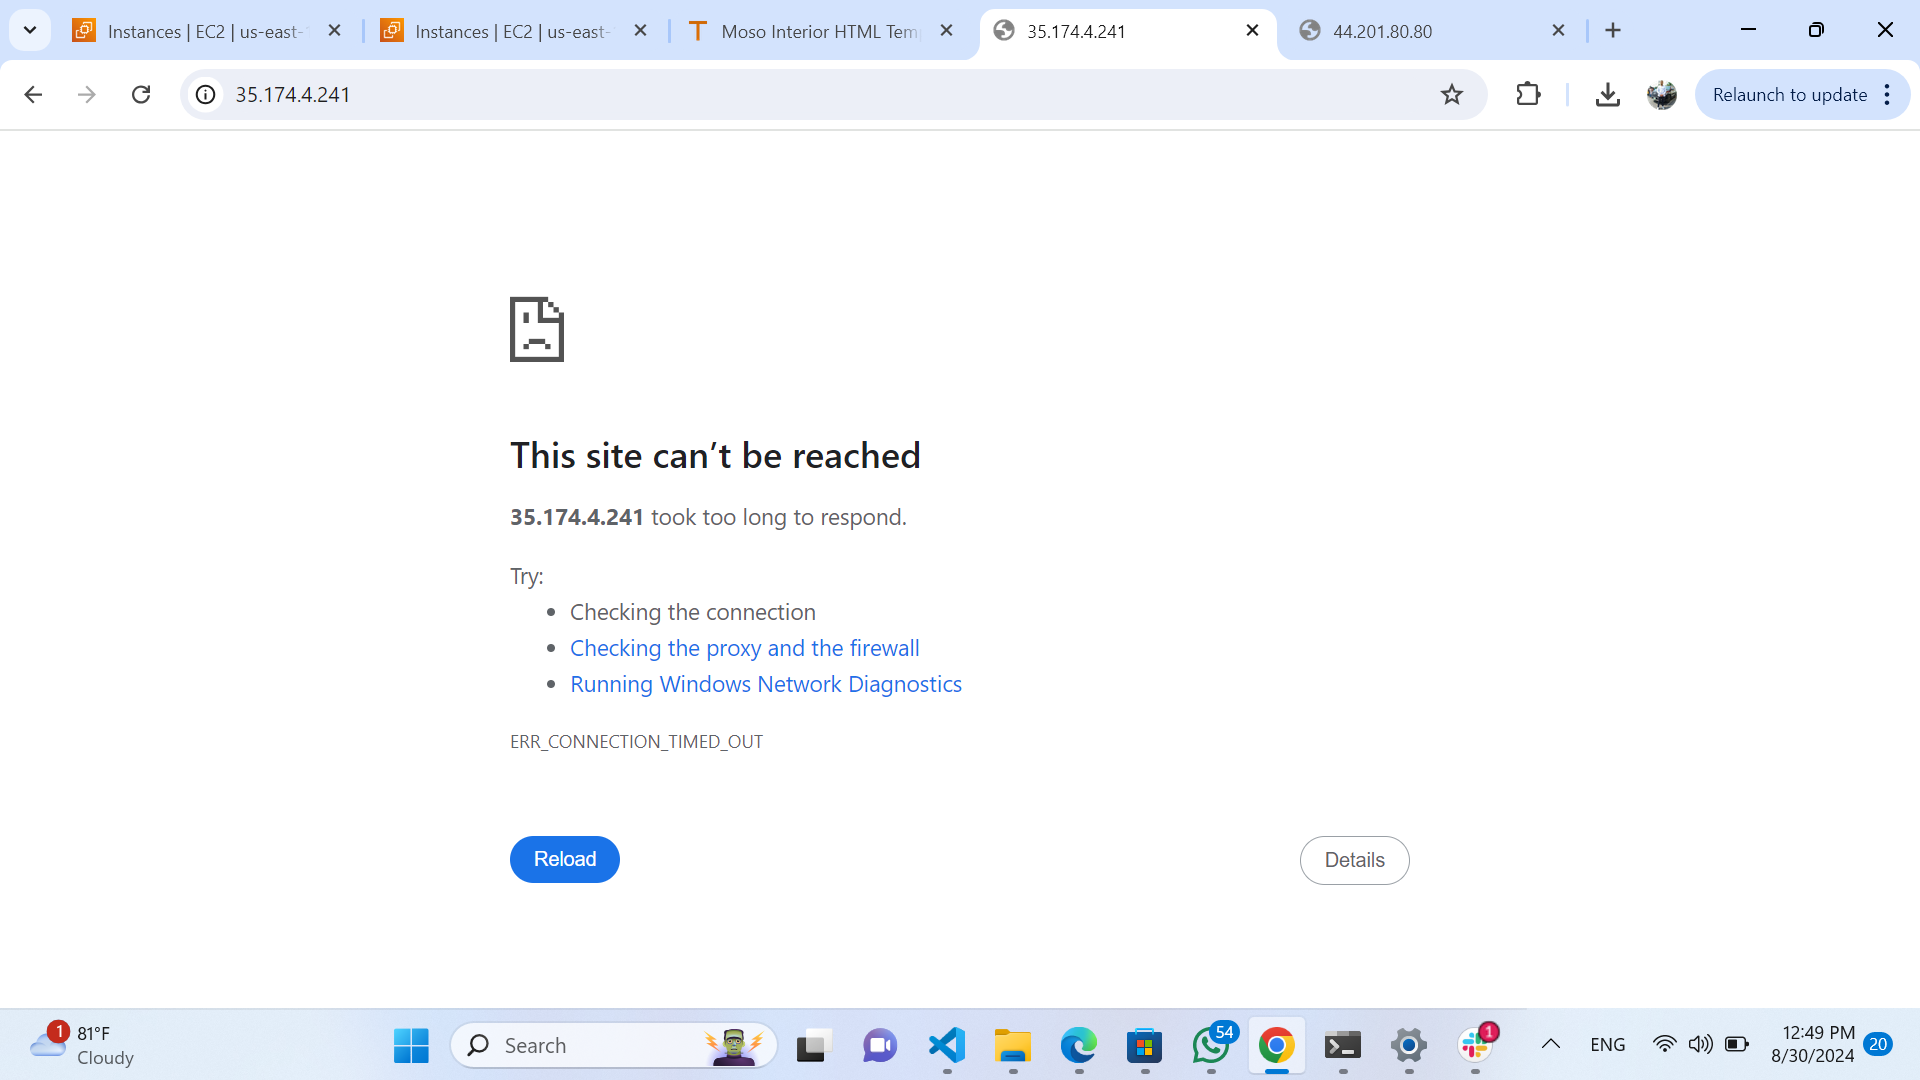 Instances | EC2 | us-east-
Instances | EC2 | us-east-
Moso Interior HTML Tem
35.174.4.241
44.201.80.80
35.174.4.241
Relaunch to update
This site can't be reached
35.174.4.241 took too long to respond.
Try:
Checking the connection
Checking the proxy and the firewall
Running Windows Network Diagnostics
ERR_CONNECTION_TIMED_OUT
Reload
Details
1
81°F
Cloudy
Search
54
1
ENG
12:49 PM
8/30/2024
20